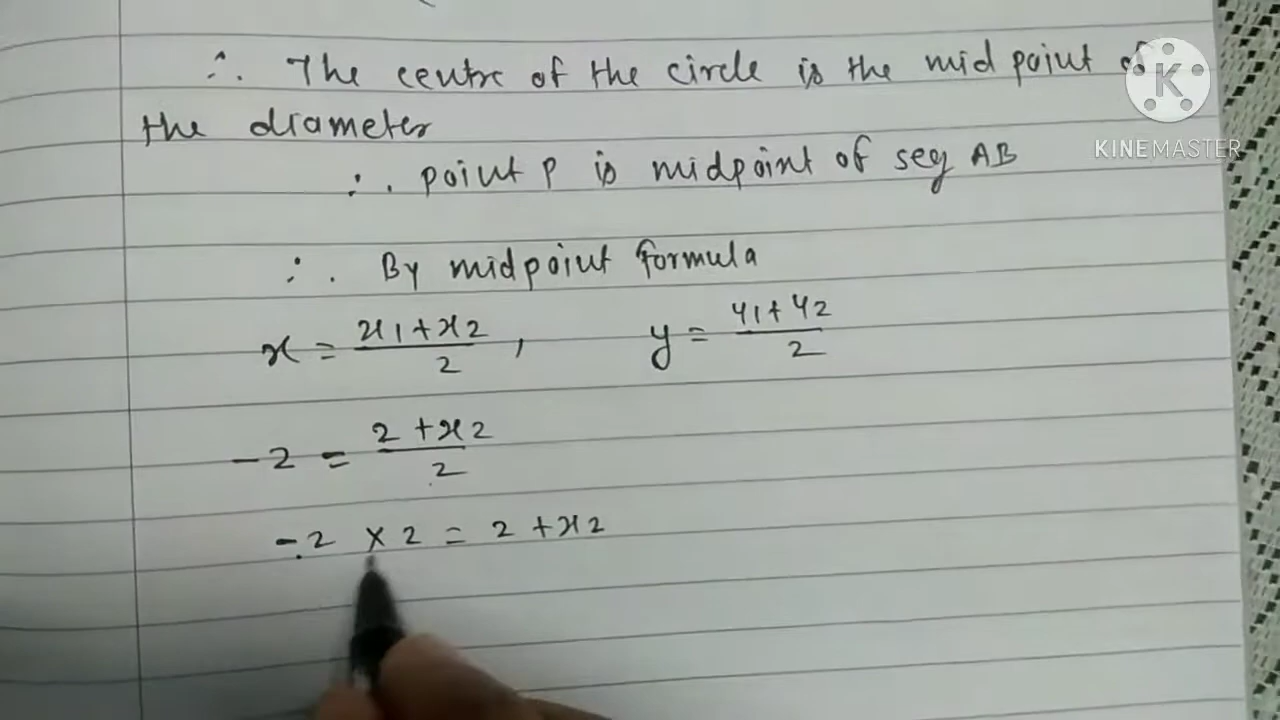 ∴ The centre of the circle is the mid point of
the diameter
∴ point P is midpoint of seg AB
∴ By midpoint formula
x = x1+x2/2 , y = y1+y2/2
-2 = 2+x2/2
-2 × 2 = 2+x2
K
KINEMASTER